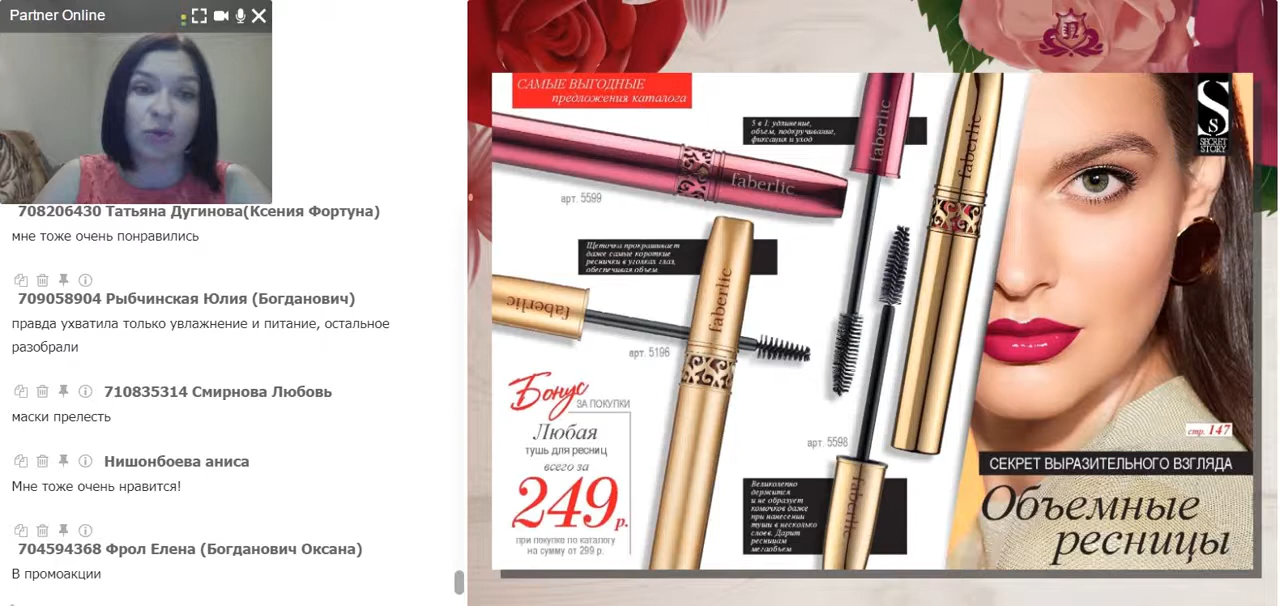 Partner Online
708206430 Татьяна Дугинова(Ксения Фортуна)
мне тоже очень понравились
709058904 Рыбчинская Юлия (Богданович)
правда ухватила только увлажнение и питание, остальное
разобрали
710835314 Смирнова Любовь
маски прелесть
Нишонбоева аниса
Мне тоже очень нравится!
704594368 Фрол Елена (Богданович Оксана)
В промоакции
САМЫЕ ВЫГОДНЫЕ
предложения каталога
5 в 1: удлинение,
объем, подкручивание,
фиксация и уход
faberlic
faberlic
faberlic
арт. 5599
Щеточка прокрашивает
даже самые короткие
реснички в уголках глаз,
обеспечивая объем
faberlic
faberlic
арт. 5196
Бонус
ЗА ПОКУПКИ
Любая
тушь для ресниц
всего за
249р.
при покупке по каталогу
на сумму от 299 р.
арт. 5598
Великолепно
держится
и не образует
комочков даже
при нанесении
туши в несколько
слоев. Дарит
ресницам
мегаобъем
faberlic
S
s
SECRET
STORY
стр. 147
СЕКРЕТ ВЫРАЗИТЕЛЬНОГО ВЗГЛЯДА
Объемные
ресницы